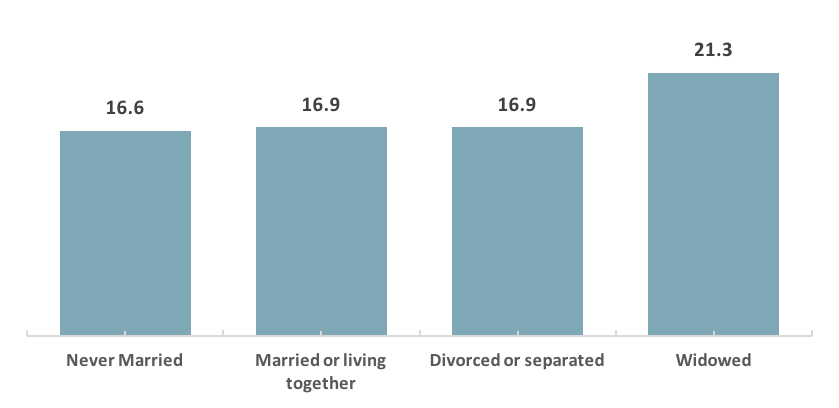 21.3
16.6
16.9
16.9
Never Married
Married or living
together
Divorced or separated
Widowed